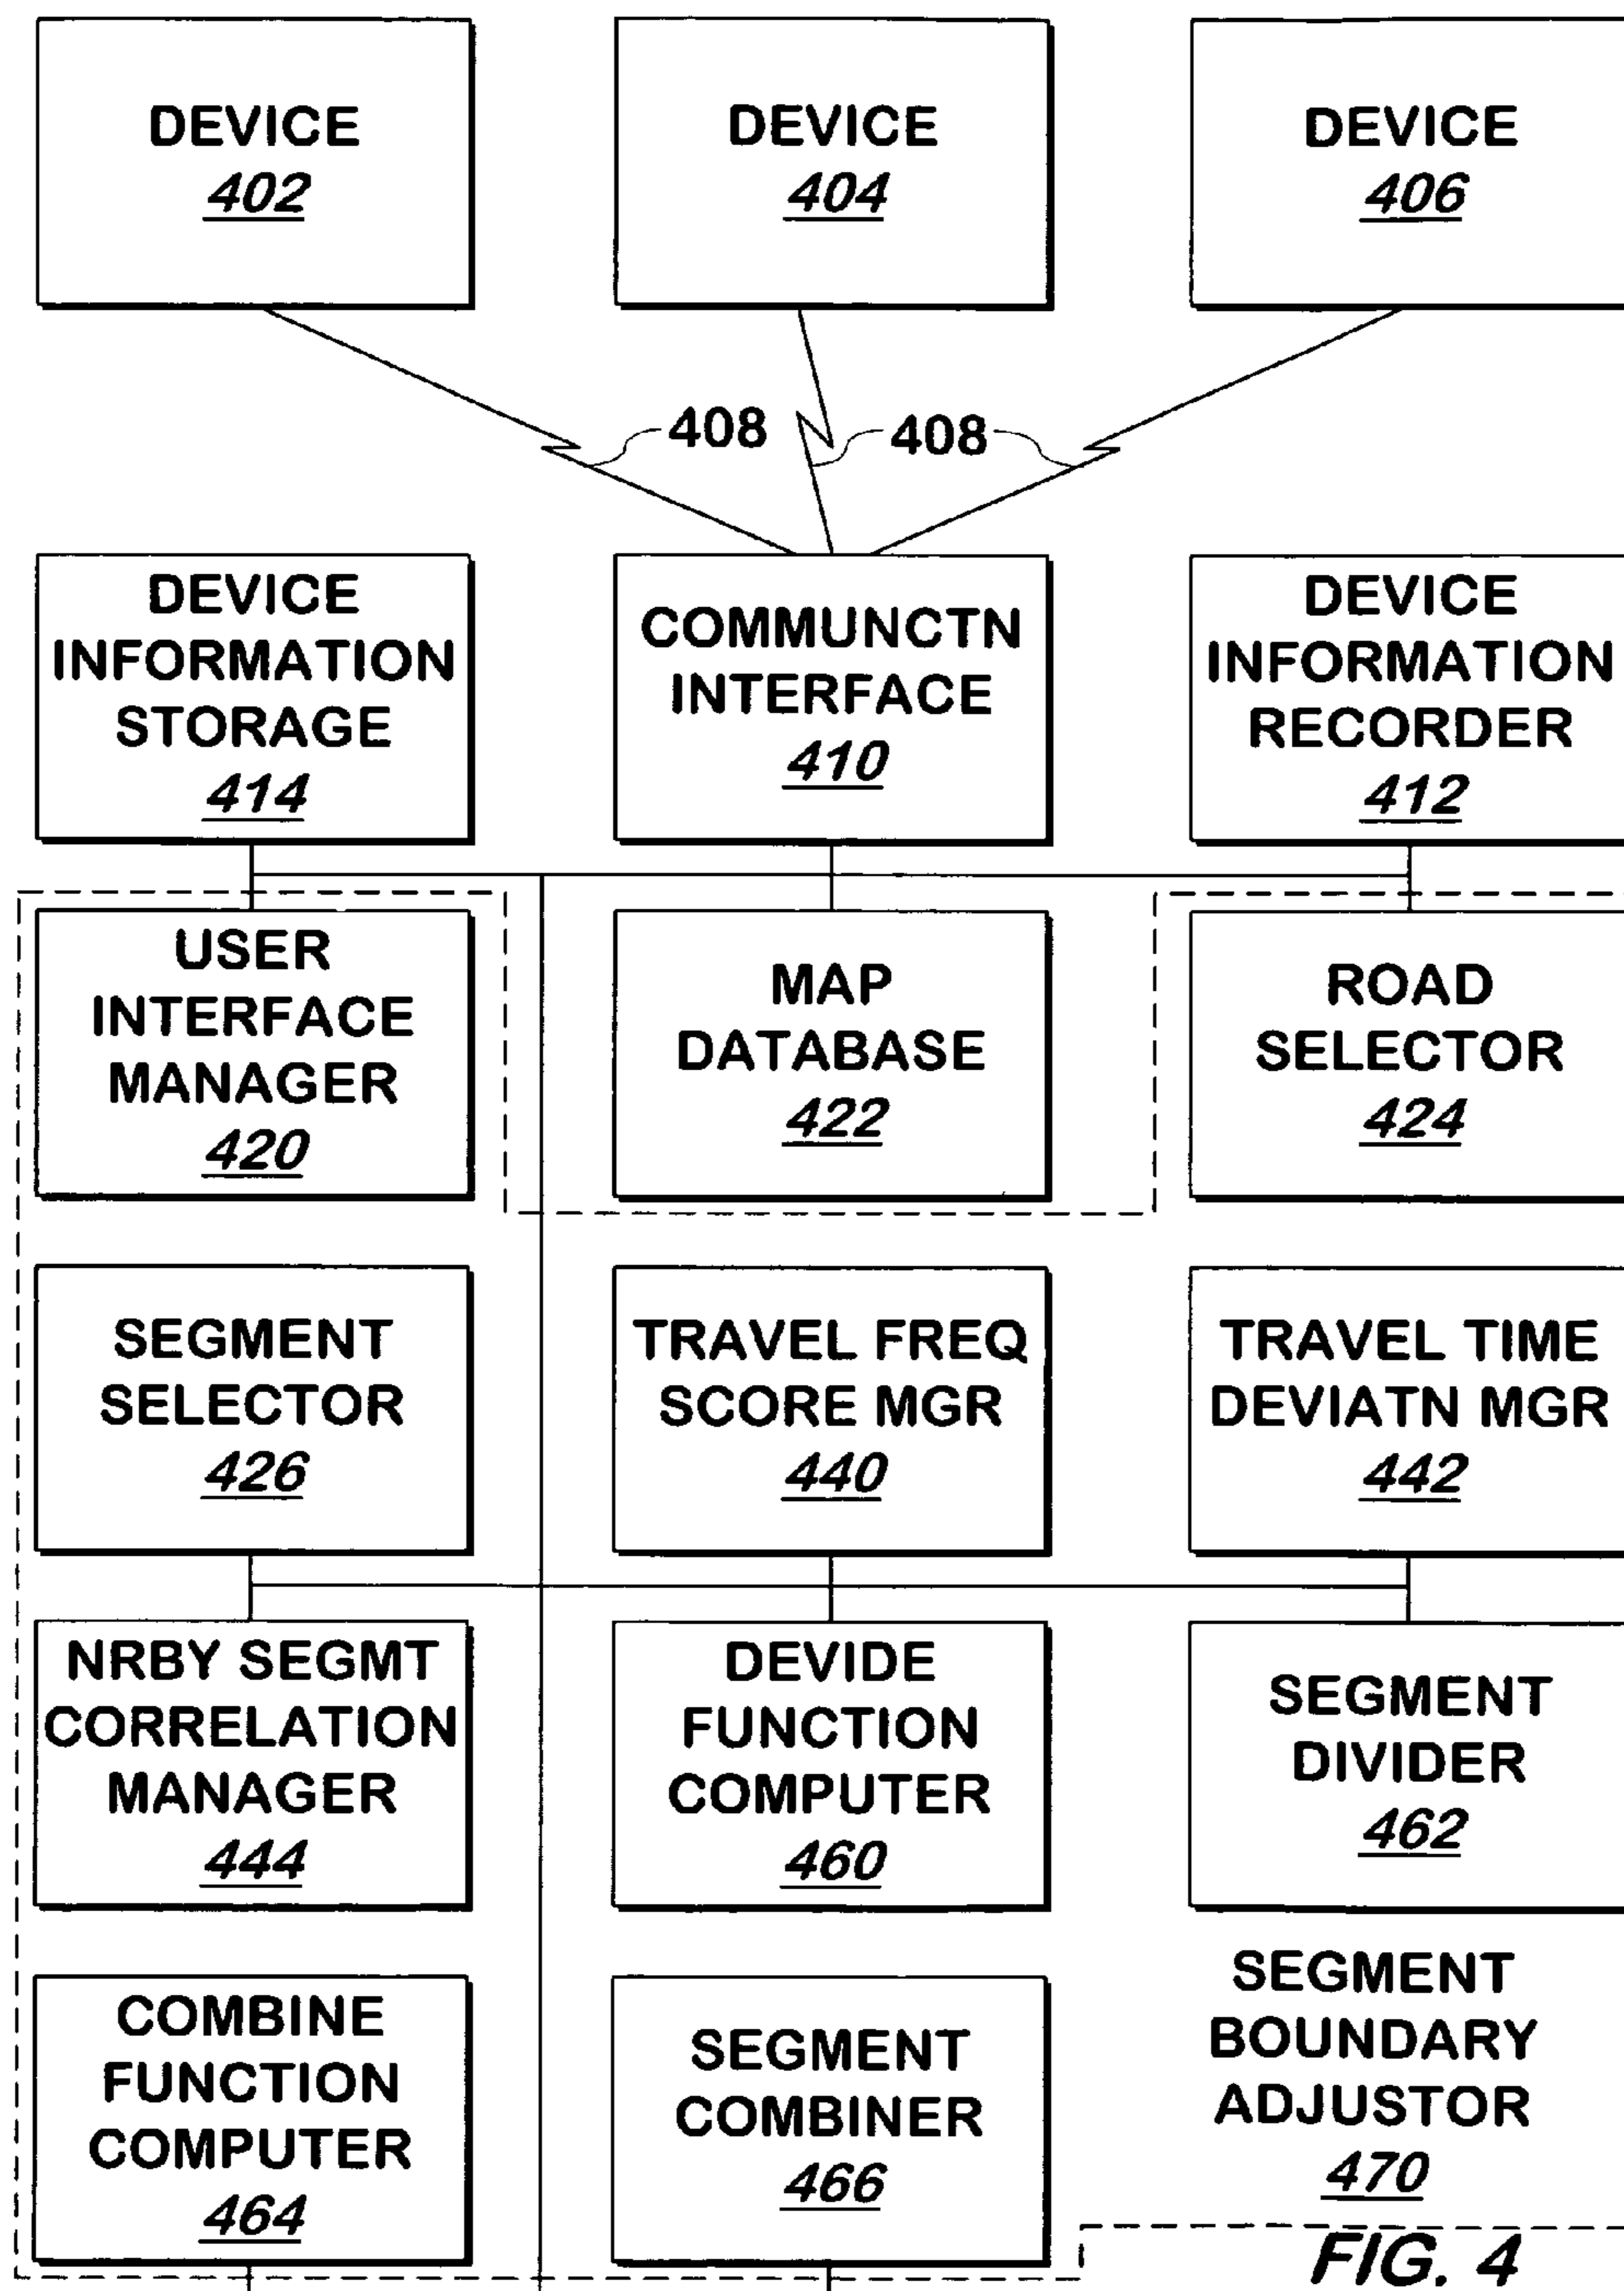 DEVICE
402
DEVICE
404
DEVICE
406
408
408
DEVICE
INFORMATION
STORAGE
414
COMMUNCTN
INTERFACE
410
DEVICE
INFORMATION
RECORDER
412
USER
INTERFACE
MANAGER
420
MAP
DATABASE
422
ROAD
SELECTOR
424
SEGMENT
SELECTOR
426
TRAVEL FREQ
SCORE MGR
440
TRAVEL TIME
DEVIATN MGR
442
NRBY SEGMT
CORRELATION
MANAGER
444
DEVIDE
FUNCTION
COMPUTER
460
SEGMENT
DIVIDER
462
COMBINE
FUNCTION
COMPUTER
464
SEGMENT
COMBINER
466
SEGMENT
BOUNDARY
ADJUSTOR
470
FIG. 4